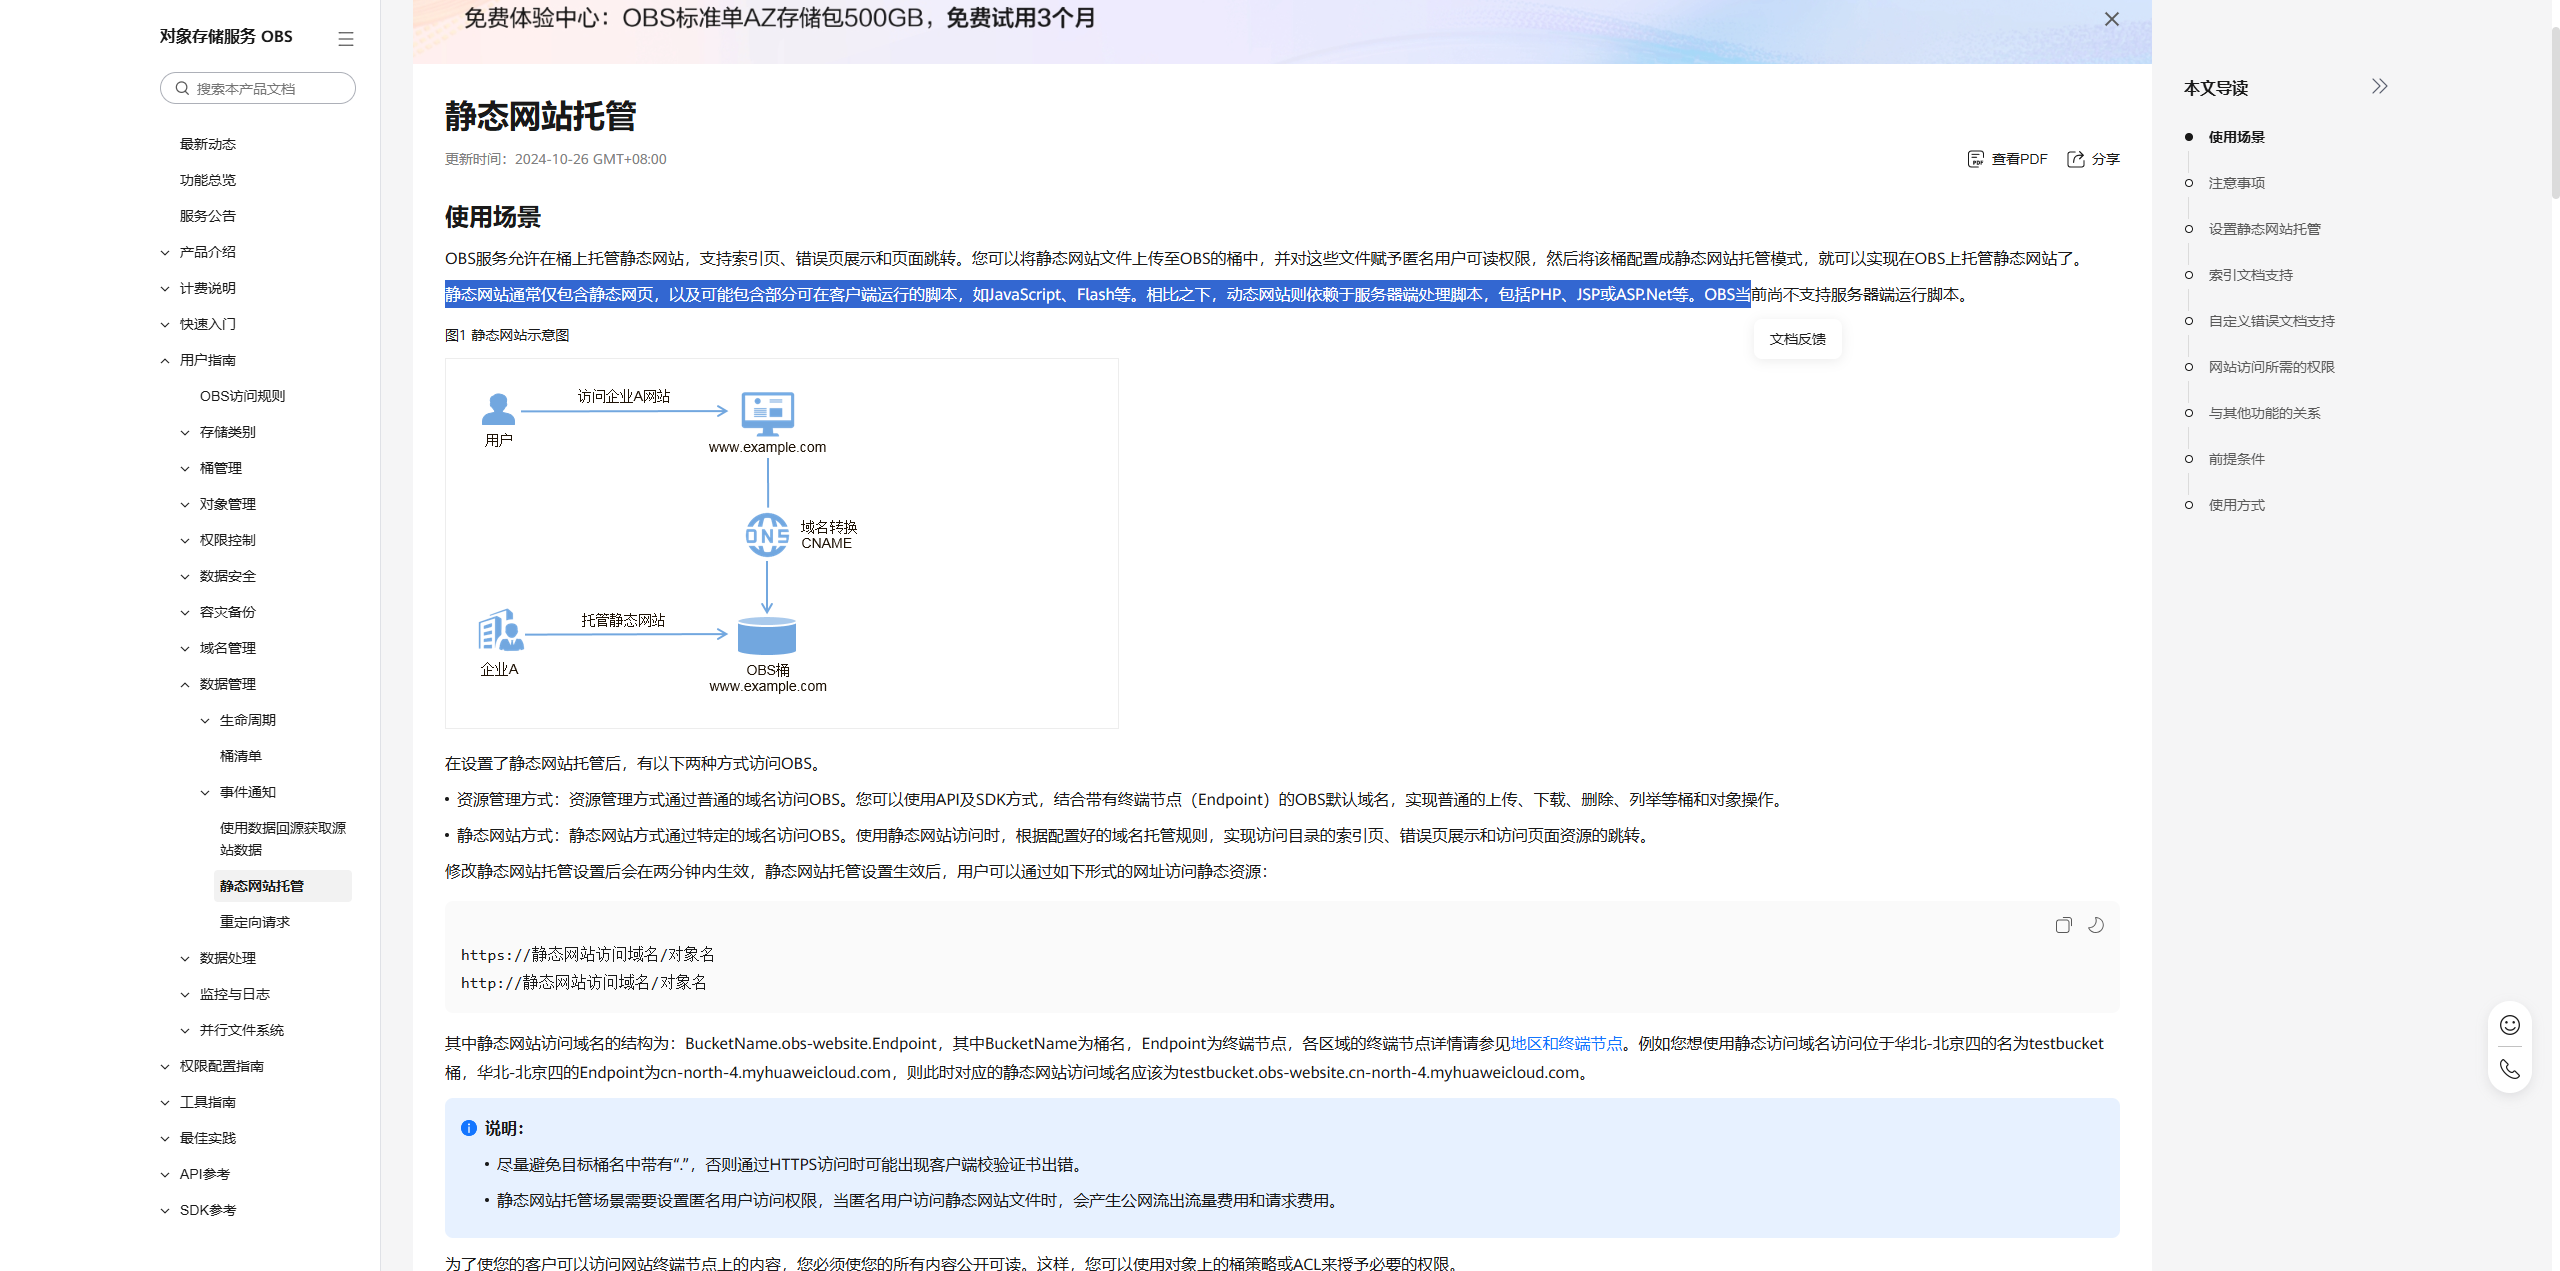 对象存储服务 OBS
搜索本产品文档
最新动态
功能总览
服务公告
产品介绍
计费说明
快速入门
用户指南
OBS访问规则
存储类别
桶管理
对象管理
权限控制
数据安全
容灾备份
域名管理
数据管理
生命周期
桶清单
事件通知
使用数据回源获取源
站数据
静态网站托管
重定向请求
数据处理
监控与日志
并行文件系统
权限配置指南
工具指南
最佳实践
API参考
SDK参考
免费体验中心：OBS标准单AZ存储包500GB，免费试用3个月
静态网站托管
更新时间：2024-10-26 GMT+08:00
查看PDF
分享
使用场景
OBS服务允许在桶上托管静态网站，支持索引页、错误页展示和页面跳转。您可以将静态网站文件上传至OBS的桶中，并对这些文件赋予匿名用户可读权限，然后将该桶配置成静态网站托管模式，就可以实现在OBS上托管静态网站了。
静态网站通常仅包含静态网页，以及可能包含部分可在客户端运行的脚本，如JavaScript、Flash等。相比之下，动态网站则依赖于服务器端处理脚本，包括PHP、JSP或ASP.Net等。OBS当前尚不支持服务器端运行脚本。
文档反馈
图1 静态网站示意图
访问企业A网站
用户
www.example.com
DNS
域名转换
CNAME
托管静态网站
企业A
OBS桶
www.example.com
在设置了静态网站托管后，有以下两种方式访问OBS。
• 资源管理方式：资源管理方式通过普通的域名访问OBS。您可以使用API及SDK方式，结合带有终端节点（Endpoint）的OBS默认域名，实现普通的上传、下载、删除、列举等桶和对象操作。
• 静态网站方式：静态网站方式通过特定的域名访问OBS。使用静态网站访问时，根据配置好的域名托管规则，实现访问目录的索引页、错误页展示和访问页面资源的跳转。
修改静态网站托管设置后会在两分钟内生效，静态网站托管设置生效后，用户可以通过如下形式的网址访问静态资源：
https://静态网站访问域名/对象名
http://静态网站访问域名/对象名
其中静态网站访问域名的结构为：BucketName.obs-website.Endpoint，其中BucketName为桶名，Endpoint为终端节点，各区域的终端节点详情请参见地区和终端节点。例如您想使用静态访问域名访问位于华北-北京四的名为testbucket
桶，华北-北京四的Endpoint为cn-north-4.myhuaweicloud.com，则此时对应的静态网站访问域名应该为testbucket.obs-website.cn-north-4.myhuaweicloud.com。
说明：
• 尽量避免目标桶名中带有“.”，否则通过HTTPS访问时可能出现客户端校验证书出错。
• 静态网站托管场景需要设置匿名用户访问权限，当匿名用户访问静态网站文件时，会产生公网流出流量费用和请求费用。
为了使您的客户可以访问网站终端节点上的内容，您必须使您的所有内容公开可读。这样，您可以使用对象上的桶策略或ACL来授予必要的权限。
本文导读
使用场景
注意事项
设置静态网站托管
索引文档支持
自定义错误文档支持
网站访问所需的权限
与其他功能的关系
前提条件
使用方式